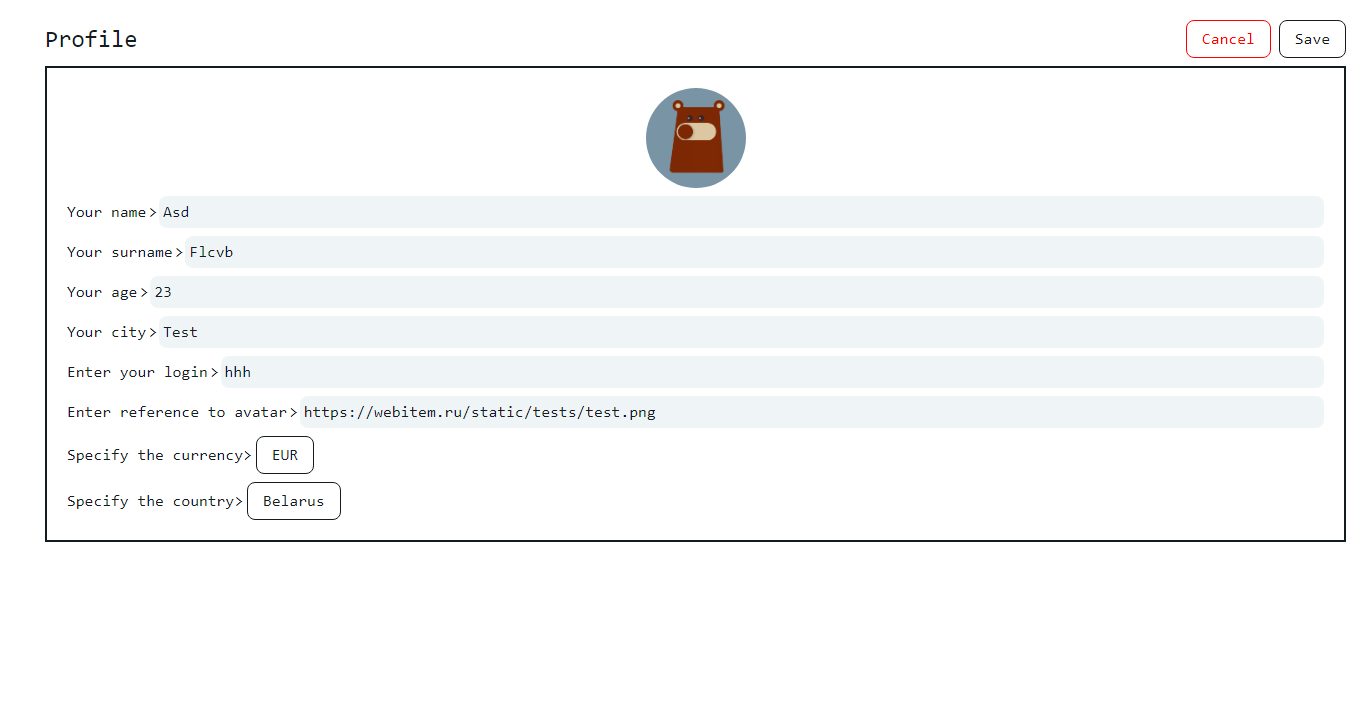 Profile Cancel Save
Your name> Asd
Your surname> Flcvb
Your age> 23
Your city> Test
Enter your login> hhh
Enter reference to avatar> https://webitem.ru/static/tests/test.png
Specify the currency> EUR
Specify the country> Belarus